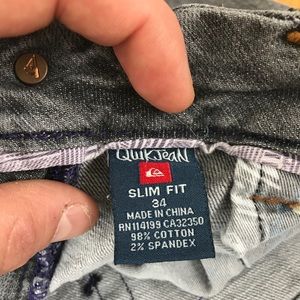 QuikJean
SLIM FIT
34
MADE IN CHINA
RN114199 CA32350
98% COTTON
2% SPANDEX